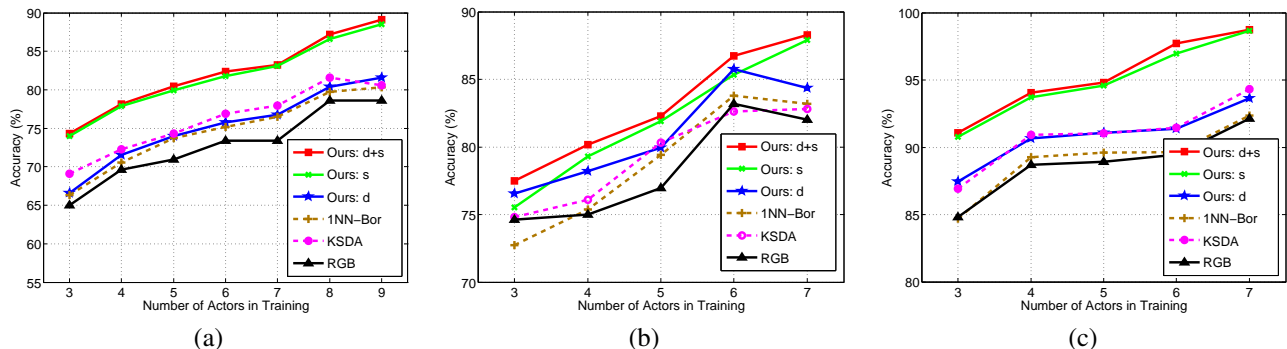 90
85
80
75
70
65
60
55
Accuracy (%)
3 4 5 6 7 8 9
Number of Actors in Training
Ours: d+s
Ours: s
Ours: d
1NN−Bor
KSDA
RGB
(a)
90
85
80
75
70
Accuracy (%)
3 4 5 6 7
Number of Actors in Training
Ours: d+s
Ours: s
Ours: d
1NN−Bor
KSDA
RGB
(b)
100
95
90
85
80
Accuracy (%)
3 4 5 6 7
Number of Actors in Training
Ours: d+s
Ours: s
Ours: d
1NN−Bor
KSDA
RGB
(c)